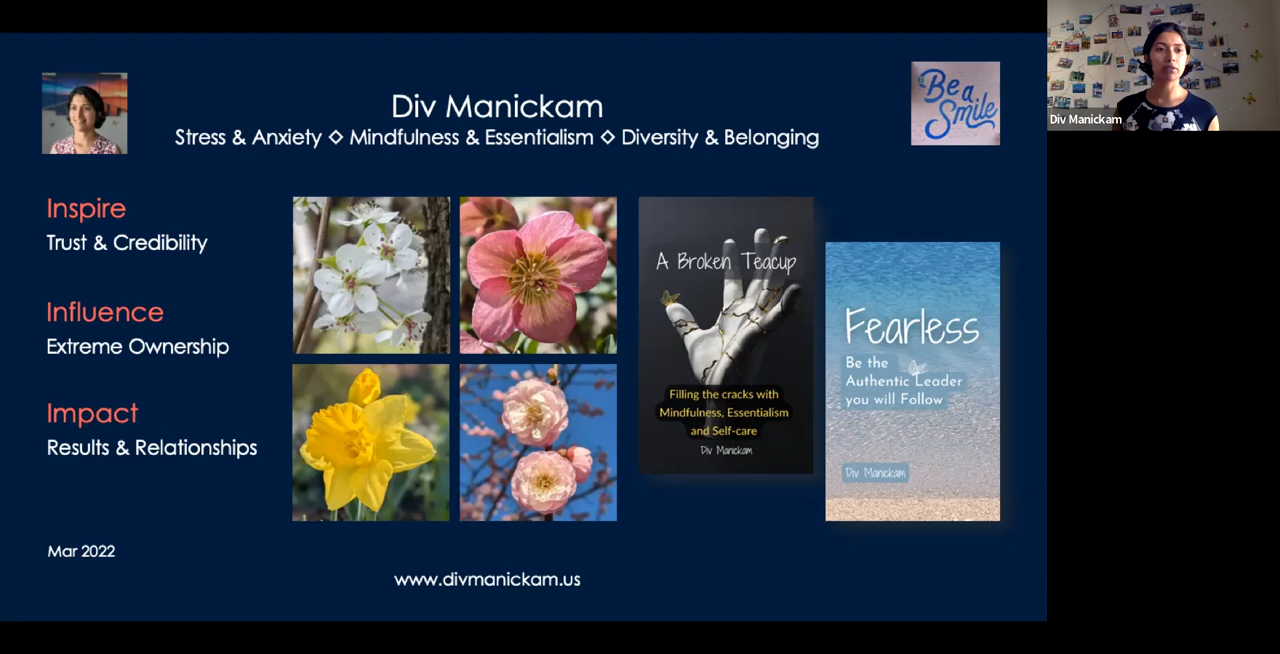 Div Manickam
Stress & Anxiety ◇ Mindfulness & Essentialism ◇ Diversity & Belonging
Be a
Smile
Div Manickam
Inspire
Trust & Credibility
Influence
Extreme Ownership
Impact
Results & Relationships
A Broken Teacup
Filling the cracks with
Mindfulness, Essentialism
and Self-care
Div Manickam
Fearless
Be the
Authentic Leader
you will Follow
Div Manickam
Mar 2022
www.divmanickam.us